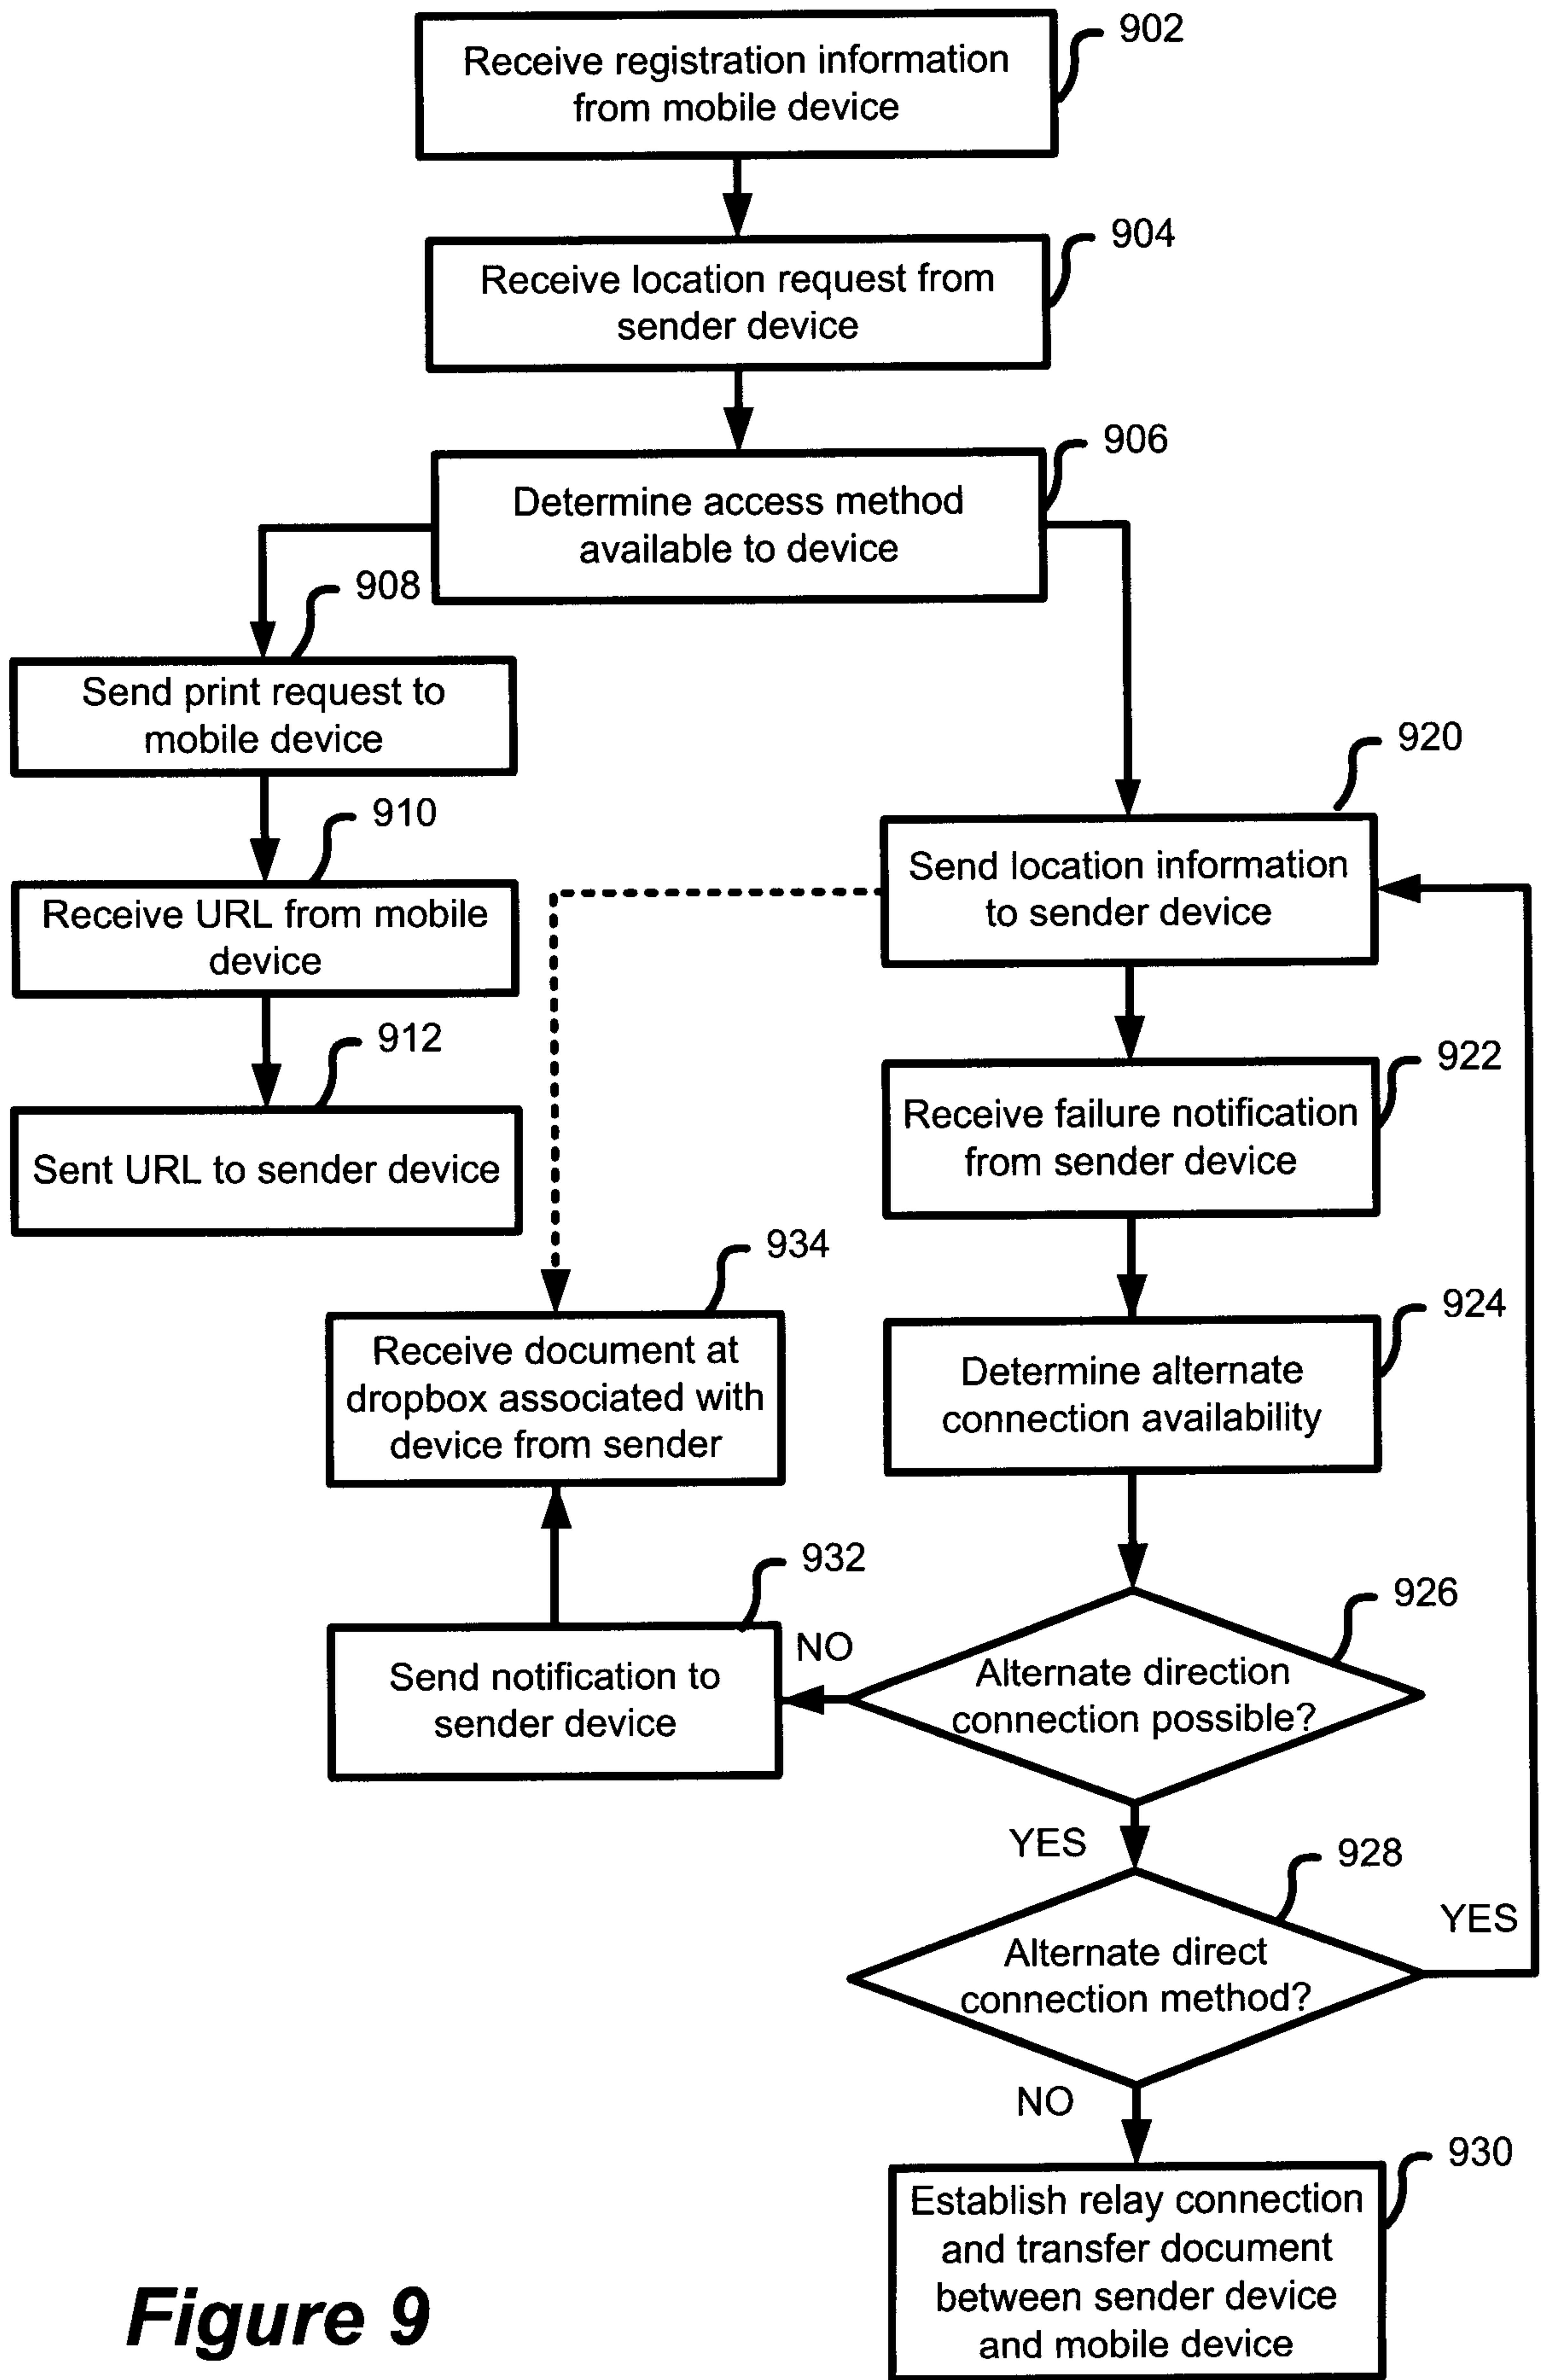 902
Receive registration information
from mobile device
904
Receive location request from
sender device
906
Determine access method
available to device
908
Send print request to
mobile device
920
910
Send location information
to sender device
Receive URL from mobile
device
912
922
Receive failure notification
from sender device
Sent URL to sender device
934
924
Receive document at
dropbox associated with
device from sender
Determine alternate
connection availability
932
926
NO
Send notification to
sender device
Alternate direction
connection possible?
YES
928
YES
Alternate direct
connection method?
NO
930
Establish relay connection
and transfer document
between sender device
and mobile device
Figure 9